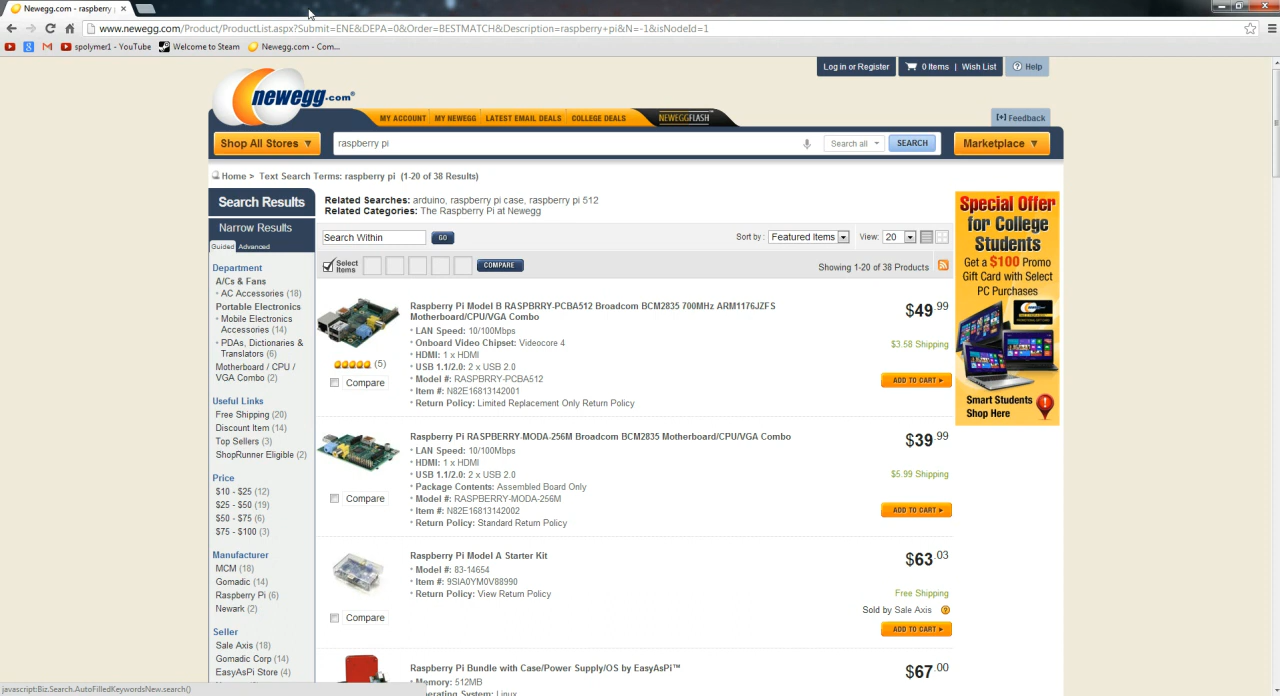 Newegg.com - raspberry
www.newegg.com/Product/ProductList.aspx?Submit=ENE&DEPA=0&Order=BESTMATCH&Description=raspberry+pi&N=-1&isNodeId=1
spolymer1 - YouTube Welcome to Steam Newegg.com - Com...
Log in or Register 0 Items | Wish List ? Help
newegg.com
MY ACCOUNT MY NEWEGG LATEST EMAIL DEALS COLLEGE DEALS NEWEGGFLASH
[+] Feedback
Shop All Stores ▼ raspberry pi Search all SEARCH Marketplace ▼
Home > Text Search Terms: raspberry pi (1-20 of 38 Results)
Search Results
Narrow Results
Guided Advanced
Department
A/Cs & Fans
AC Accessories (18)
Portable Electronics
Mobile Electronics
Accessories (14)
PDAs, Dictionaries &
Translators (6)
Motherboard / CPU /
VGA Combo (2)
Useful Links
Free Shipping (20)
Discount Item (14)
Top Sellers (3)
ShopRunner Eligible (2)
Price
$10 - $25 (12)
$25 - $50 (19)
$50 - $75 (6)
$75 - $100 (3)
Manufacturer
MCM (18)
Gomadic (14)
Raspberry Pi (6)
Newark (2)
Seller
Sale Axis (18)
Gomadic Corp (14)
EasyAsPi Store (4)
Related Searches: arduino, raspberry pi case, raspberry pi 512
Related Categories: The Raspberry Pi at Newegg
Search Within GO Sort by: Featured Items View: 20
Select
Items COMPARE Showing 1-20 of 38 Products
Raspberry Pi Model B RASPBRRY-PCBA512 Broadcom BCM2835 700MHz ARM1176JZFS
Motherboard/CPU/VGA Combo
LAN Speed: 10/100Mbps
Onboard Video Chipset: Videocore 4
HDMI: 1 x HDMI
USB 1.1/2.0: 2 x USB 2.0
Model #: RASPBRRY-PCBA512
Item #: N82E16813142001
Return Policy: Limited Replacement Only Return Policy
(5)
Compare
$49.99
$3.58 Shipping
ADD TO CART
Raspberry Pi RASPBERRY-MODA-256M Broadcom BCM2835 Motherboard/CPU/VGA Combo
LAN Speed: 10/100Mbps
HDMI: 1 x HDMI
USB 1.1/2.0: 2 x USB 2.0
Package Contents: Assembled Board Only
Model #: RASPBERRY-MODA-256M
Item #: N82E16813142002
Return Policy: Standard Return Policy
Compare
$39.99
$5.99 Shipping
ADD TO CART
Raspberry Pi Model A Starter Kit
Model #: 83-14654
Item #: 9SIA0YM0V88990
Return Policy: View Return Policy
Compare
$63.03
Free Shipping
Sold by Sale Axis ?
ADD TO CART
Raspberry Pi Bundle with Case/Power Supply/OS by EasyAsPi™
Memory: 512MB
Operating System: Linux
$67.00
Special Offer
for College
Students
Get a $100 Promo
Gift Card with Select
PC Purchases
Smart Students
Shop Here
javascript:Biz.Search.AutoFilledKeywordsNew.search()